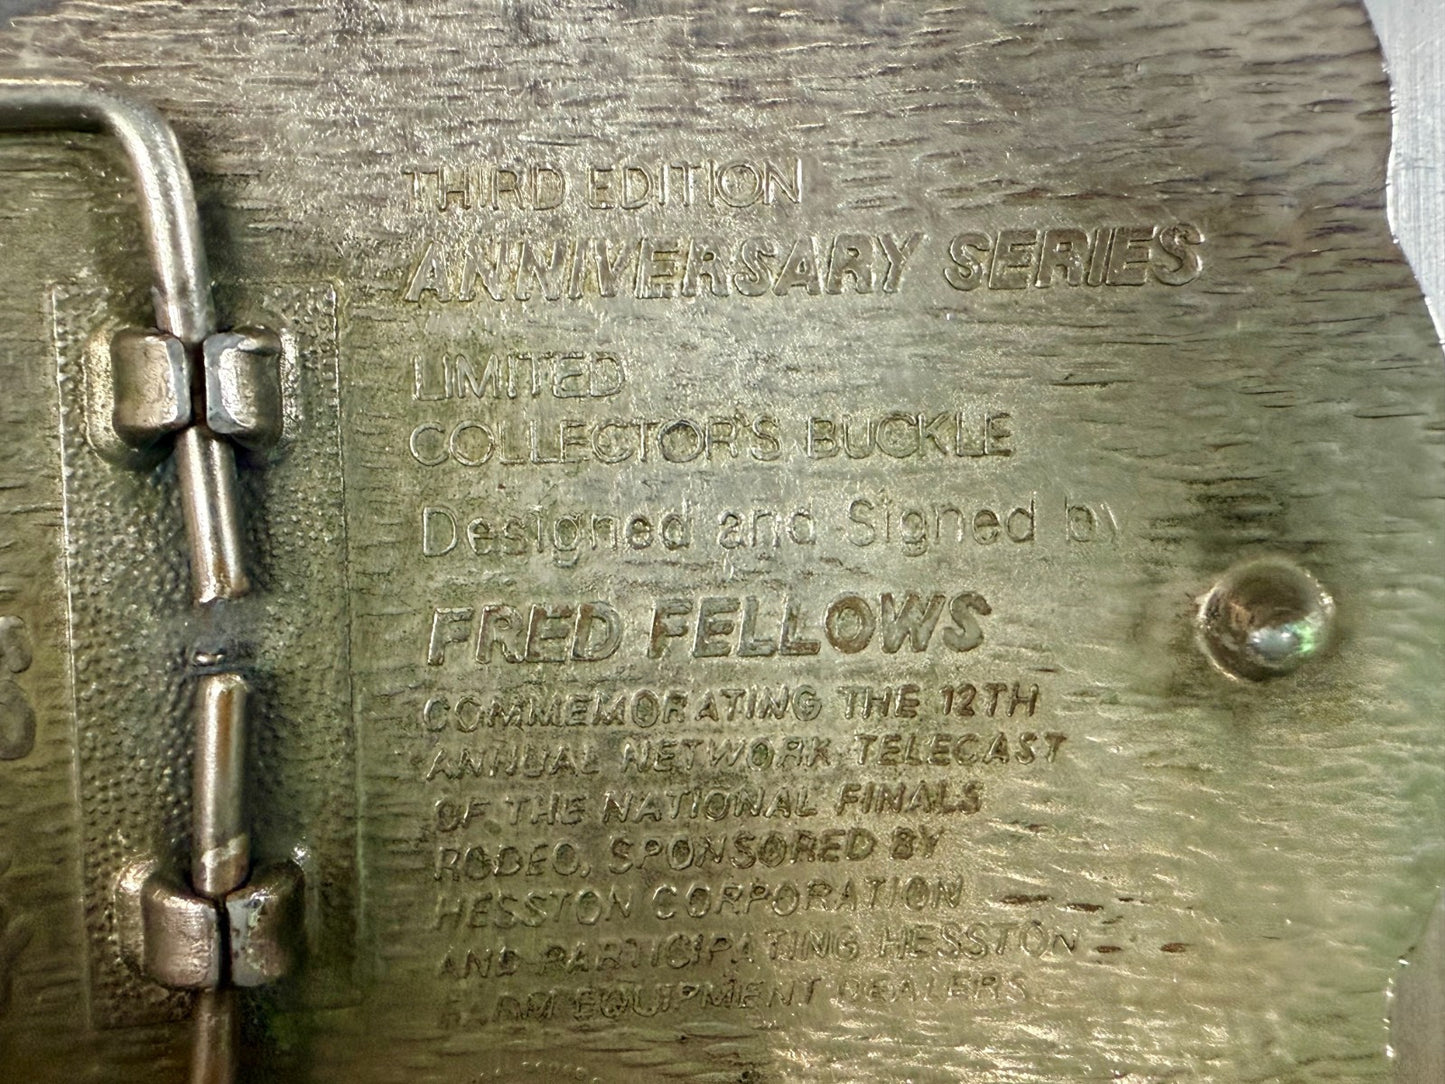 THIRD EDITION
ANNIVERSARY SERIES
LIMITED
COLLECTOR'S BUCKLE
Designed and Signed by
FRED FELLOWS
COMMEMORATING THE 12TH
ANNUAL NETWORK TELECAST
OF THE NATIONAL FINALS
RODEO, SPONSORED BY
HESSTON CORPORATION
AND PARTICIPATING HESSTON
FARM EQUIPMENT DEALERS